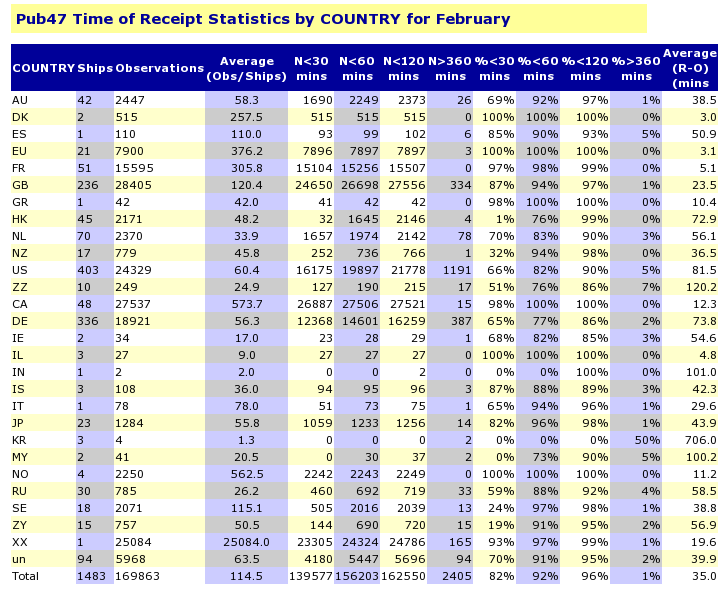 Pub47 Time of Receipt Statistics by COUNTRY for February
COUNTRY Ships Observations Average (Obs/Ships) N<30 mins N<60 mins N<120 mins N>360 mins %<30 mins %<60 mins %<120 mins %>360 mins Average (R-O) (mins
AU 42 2447 58.3 1690 2249 2373 26 69% 92% 97% 1% 38.5
DK 2 515 257.5 515 515 515 0 100% 100% 100% 0% 3.0
ES 1 110 110.0 93 99 102 6 85% 90% 93% 5% 50.9
EU 21 7900 376.2 7896 7897 7897 3 100% 100% 100% 0% 3.1
FR 51 15595 305.8 15104 15256 15507 0 97% 98% 99% 0% 5.1
GB 236 28405 120.4 24650 26698 27556 334 87% 94% 97% 1% 23.5
GR 1 42 42.0 41 42 42 0 98% 100% 100% 0% 10.4
HK 45 2171 48.2 32 1645 2146 4 1% 76% 99% 0% 72.9
NL 70 2370 33.9 1657 1974 2142 78 70% 83% 90% 3% 56.1
NZ 17 779 45.8 252 736 766 1 32% 94% 98% 0% 36.5
US 403 24329 60.4 16175 19897 21778 1191 66% 82% 90% 5% 81.5
ZZ 10 249 24.9 127 190 215 17 51% 76% 86% 7% 120.2
CA 48 27537 573.7 26887 27506 27521 15 98% 100% 100% 0% 12.3
DE 336 18921 56.3 12368 14601 16259 387 65% 77% 86% 2% 73.8
IE 2 34 17.0 23 28 29 1 68% 82% 85% 3% 54.6
IL 3 27 9.0 27 27 27 0 100% 100% 100% 0% 4.8
IN 1 2 2.0 0 0 2 0 0% 0% 100% 0% 101.0
IS 3 108 36.0 94 95 96 3 87% 88% 89% 3% 42.3
IT 1 78 78.0 51 73 75 1 65% 94% 96% 1% 29.6
JP 23 1284 55.8 1059 1233 1256 14 82% 96% 98% 1% 43.9
KR 3 4 1.3 0 0 0 2 0% 0% 0% 50% 706.0
MY 2 41 20.5 0 30 37 2 0% 73% 90% 5% 100.2
NO 4 2250 562.5 2242 2243 2249 0 100% 100% 100% 0% 11.2
RU 30 785 26.2 460 692 719 33 59% 88% 92% 4% 58.5
SE 18 2071 115.1 505 2016 2039 13 24% 97% 98% 1% 38.8
ZY 15 757 50.5 144 690 720 15 19% 91% 95% 2% 56.9
XX 1 25084 25084.0 23305 24324 24786 165 93% 97% 99% 1% 19.6
un 94 5968 63.5 4180 5447 5696 94 70% 91% 95% 2% 39.9
Total 1483 169863 114.5 139577 156203 162550 2405 82% 92% 96% 1% 35.0